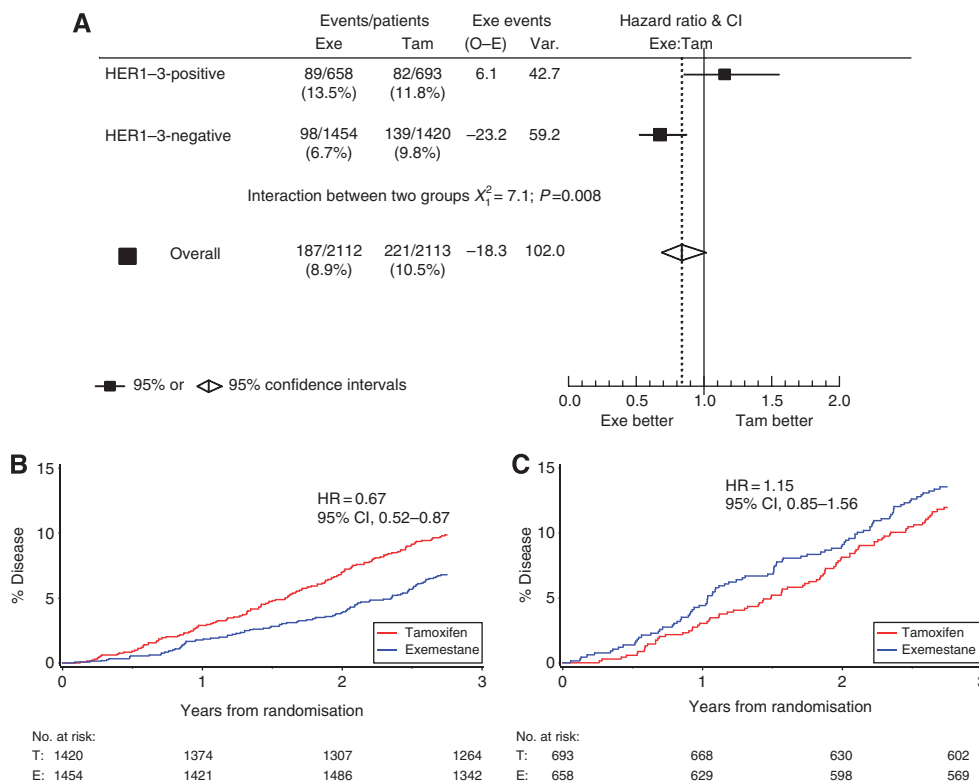 A
Events/patients Exe events Hazard ratio & CI
Exe Tam (O–E) Var. Exe:Tam
HER1–3-positive 89/658 82/693 6.1 42.7
(13.5%) (11.8%)
HER1–3-negative 98/1454 139/1420 –23.2 59.2
(6.7%) (9.8%)
Interaction between two groups X²₁ = 7.1; P=0.008
Overall 187/2112 221/2113 –18.3 102.0
(8.9%) (10.5%)
95% or 95% confidence intervals
0.0 0.5 1.0 1.5 2.0
Exe better Tam better
B
15
10
5
0
% Disease
HR = 0.67
95% CI, 0.52–0.87
Tamoxifen
Exemestane
0 1 2 3
Years from randomisation
No. at risk:
T: 1420 1374 1307 1264
E: 1454 1421 1486 1342
C
15
10
5
0
% Disease
HR = 1.15
95% CI, 0.85–1.56
Tamoxifen
Exemestane
0 1 2 3
Years from randomisation
No. at risk:
T: 693 668 630 602
E: 658 629 598 569